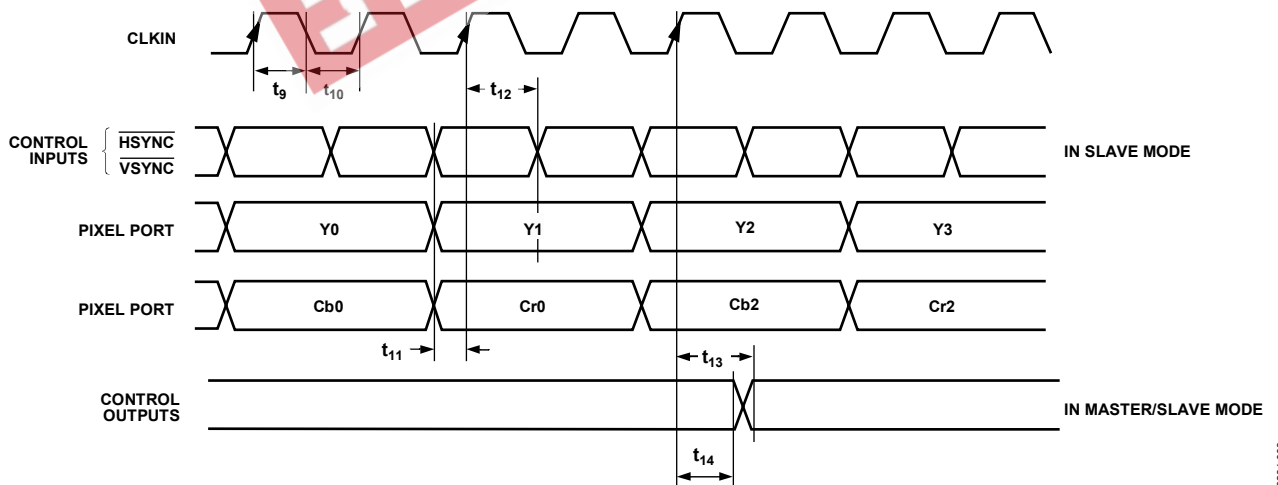 CLKIN
t9
t10
t12
CONTROL INPUTS
HSYNC
VSYNC
IN SLAVE MODE
PIXEL PORT
Y0
Y1
Y2
Y3
PIXEL PORT
Cb0
Cr0
Cb2
Cr2
t11
t13
CONTROL OUTPUTS
IN MASTER/SLAVE MODE
t14